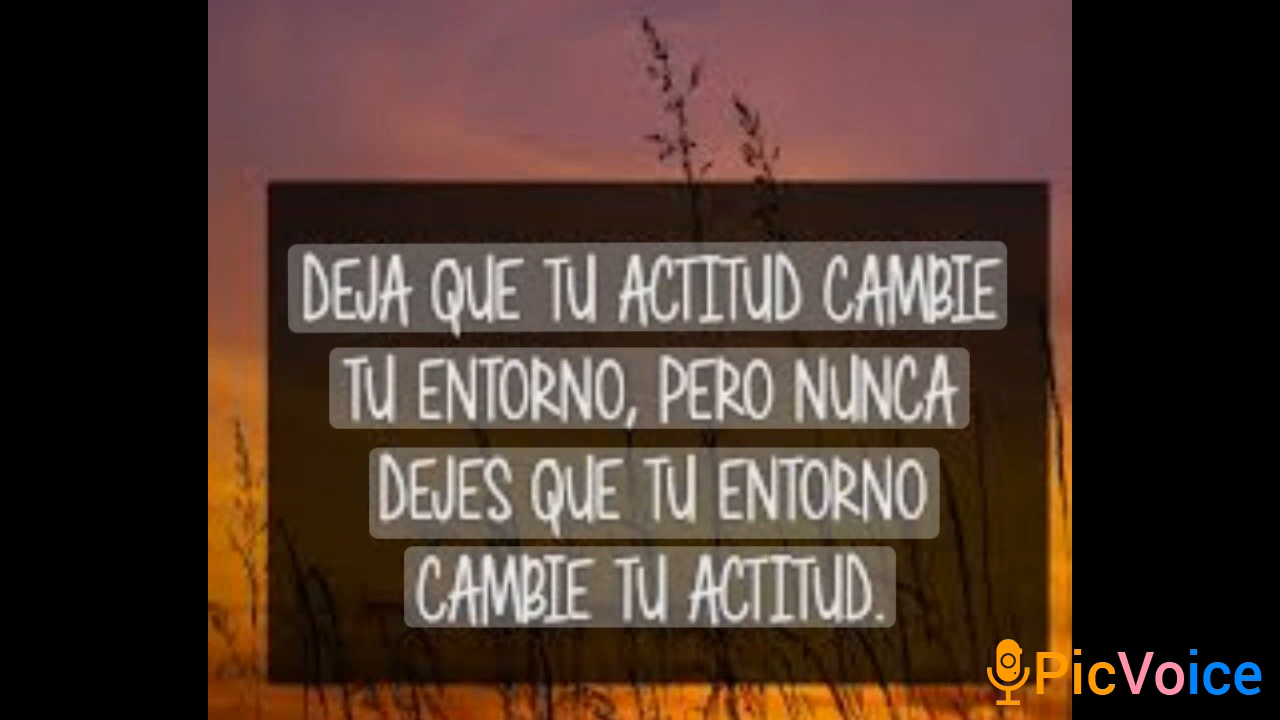 DEJA QUE TU ACTITUD CAMBIE
TU ENTORNO, PERO NUNCA
DEJES QUE TU ENTORNO
CAMBIE TU ACTITUD.
PicVoice